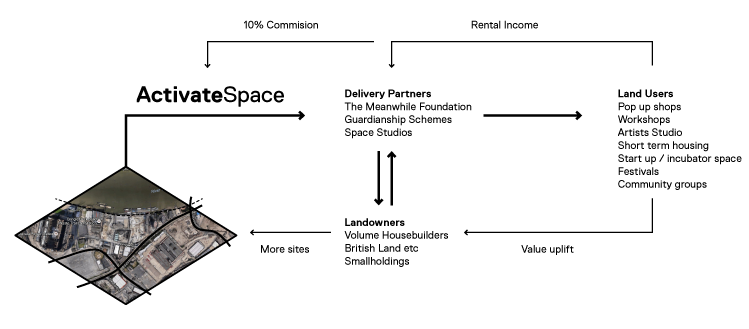 10% Commision
Rental Income
ActivateSpace
Delivery Partners
The Meanwhile Foundation
Guardianship Schemes
Space Studios
Land Users
Pop up shops
Workshops
Artists Studio
Short term housing
Start up / incubator space
Festivals
Community groups
Landowners
Volume Housebuilders
British Land etc
Smallholdings
More sites
Value uplift